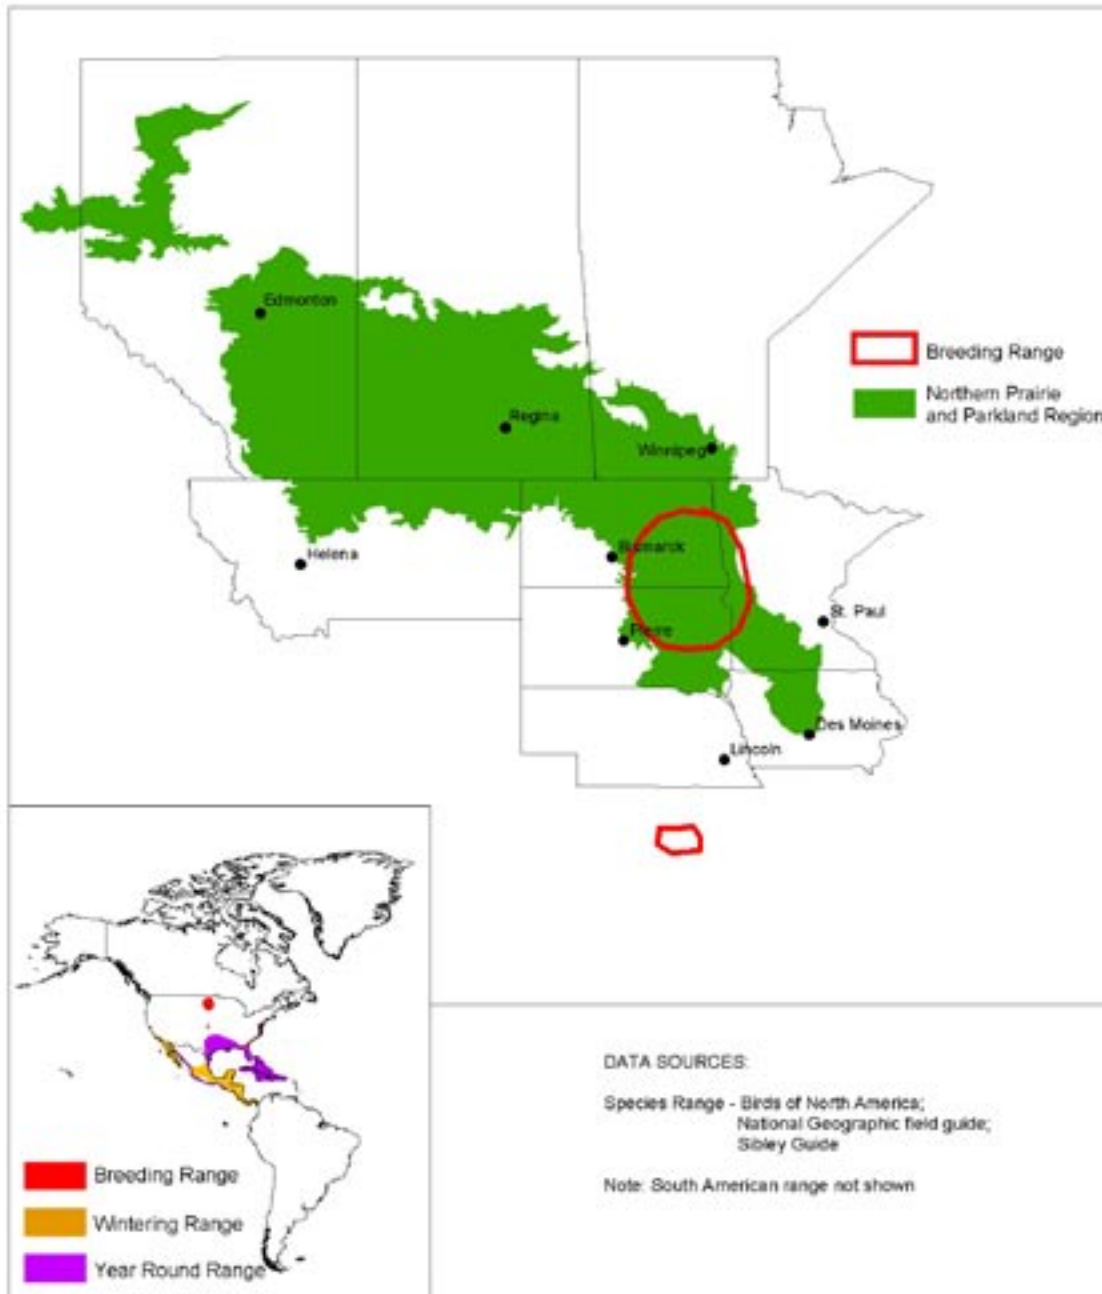 Edmonton
Regina
Winnipeg
Helena
Bismarck
Pierre
St. Paul
Des Moines
Lincoln
Breeding Range
Northern Prairie
and Parkland Region
Breeding Range
Wintering Range
Year Round Range
DATA SOURCES:
Species Range - Birds of North America;
National Geographic field guide;
Sibley Guide
Note: South American range not shown